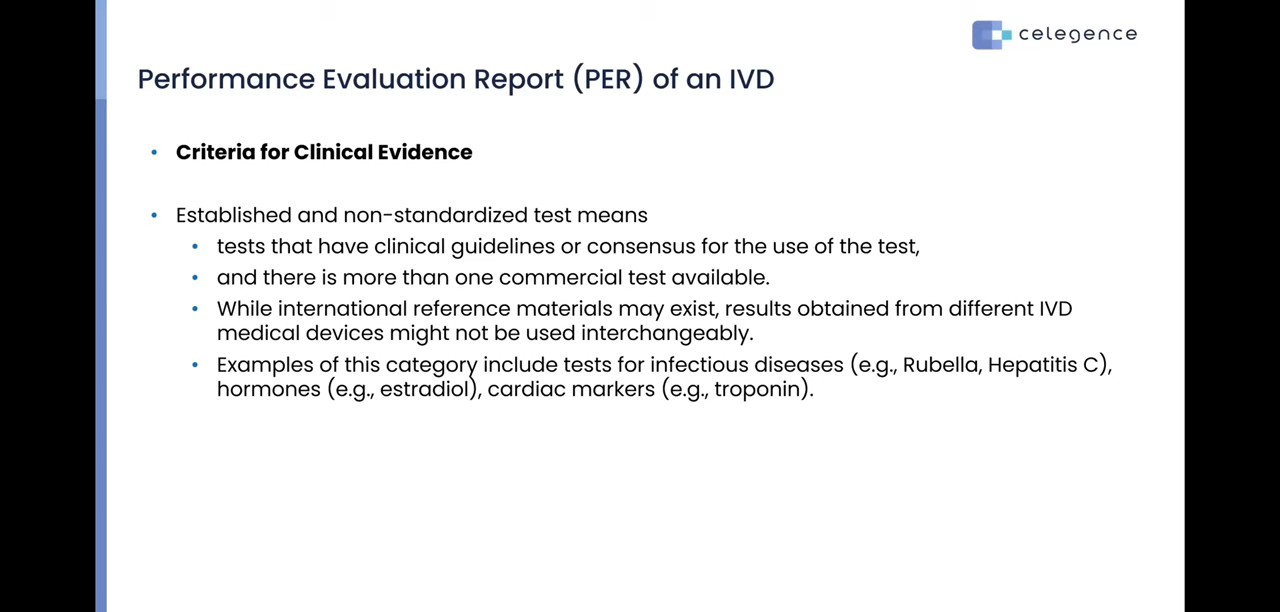 celegence
Performance Evaluation Report (PER) of an IVD
• Criteria for Clinical Evidence
• Established and non-standardized test means
• tests that have clinical guidelines or consensus for the use of the test,
• and there is more than one commercial test available.
• While international reference materials may exist, results obtained from different IVD
medical devices might not be used interchangeably.
• Examples of this category include tests for infectious diseases (e.g., Rubella, Hepatitis C),
hormones (e.g., estradiol), cardiac markers (e.g., troponin).